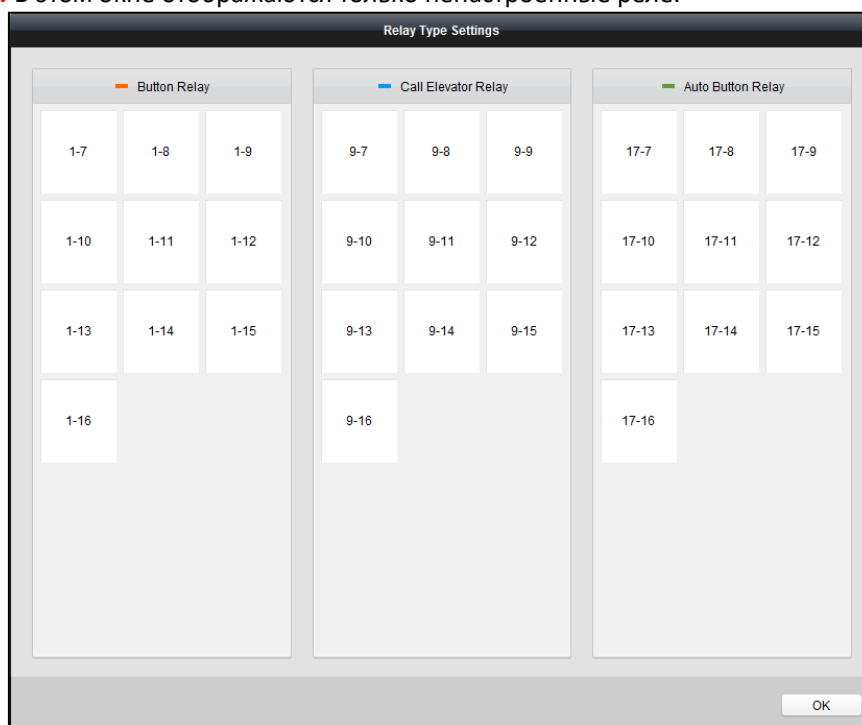 В этом окне отображаются только ненастроенные реле.
Relay Type Settings
Button Relay Call Elevator Relay Auto Button Relay
1-7 1-8 1-9 9-7 9-8 9-9 17-7 17-8 17-9
1-10 1-11 1-12 9-10 9-11 9-12 17-10 17-11 17-12
1-13 1-14 1-15 9-13 9-14 9-15 17-13 17-14 17-15
1-16 9-16 17-16
OK